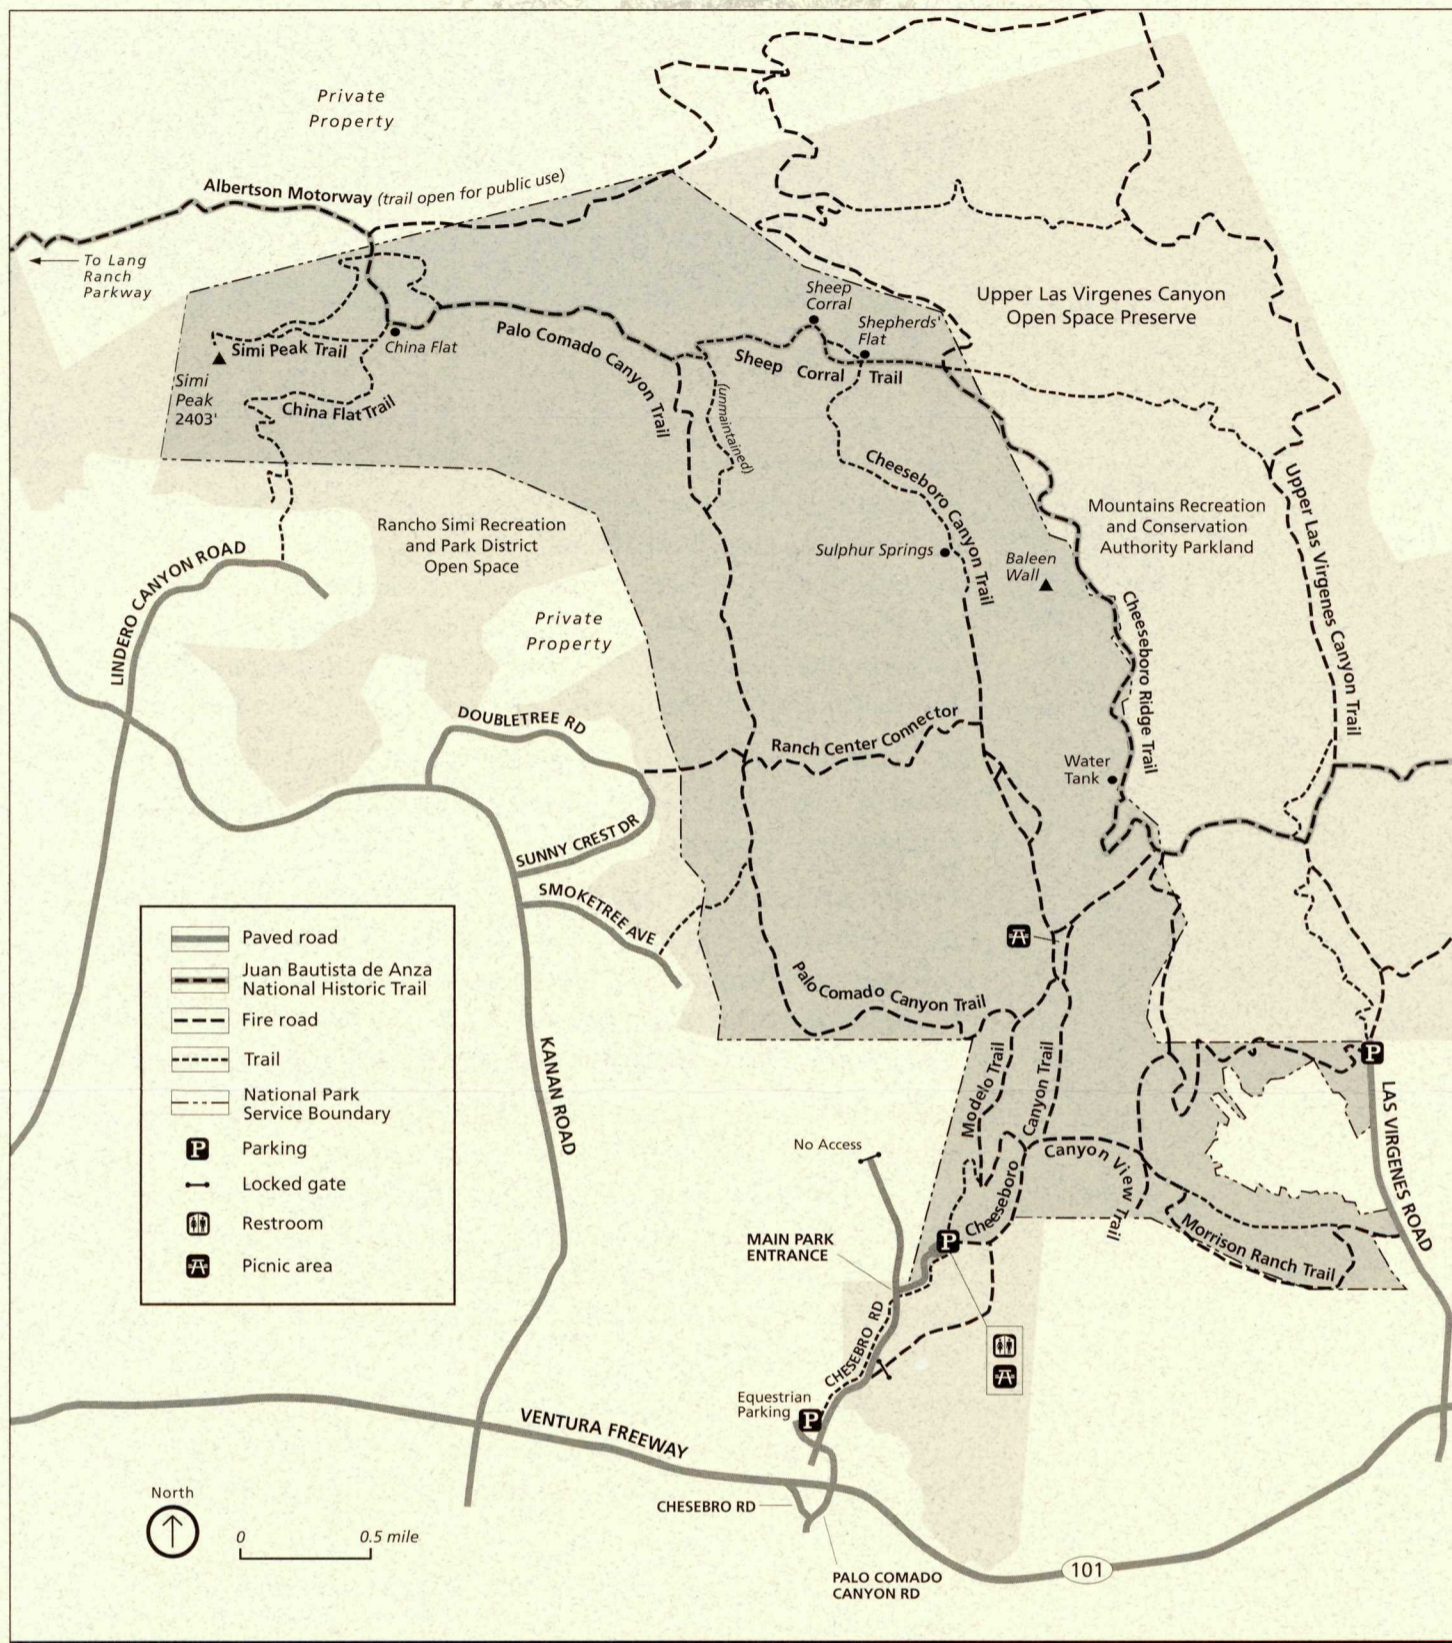 Private
Property
Albertson Motorway (trail open for public use)
To Lang
Ranch
Parkway
Sheep
Corral
Upper Las Virgenes Canyon
Open Space Preserve
Shepherds'
Flat
Palo Comado Canyon Trail
Simi Peak Trail
China Flat
Sheep Corral Trail
Simi
Peak
2403'
China Flat Trail
(unmaintained)
Cheeseboro Canyon Trail
Upper Las Virgenes Canyon Trail
Mountains Recreation
and Conservation
Authority Parkland
Rancho Simi Recreation
and Park District
Open Space
Sulphur Springs
Baleen
Wall
LINDERO CANYON ROAD
Private
Property
Cheeseboro Ridge Trail
DOUBLETREE RD
Ranch Center Connector
Water
Tank
SUNNY CREST DR
SMOKETREE AVE
Paved road
Juan Bautista de Anza
National Historic Trail
Fire road
Trail
National Park
Service Boundary
P Parking
Locked gate
Restroom
Picnic area
Palo Comado Canyon Trail
KANAN ROAD
Modelo Trail
Cheeseboro Canyon Trail
P
LAS VIRGENES ROAD
No Access
Canyon View Trail
MAIN PARK
ENTRANCE
P
Morrison Ranch Trail
CHESEBRO RD
Equestrian
Parking
P
VENTURA FREEWAY
North
0 0.5 mile
CHESEBRO RD
101
PALO COMADO
CANYON RD